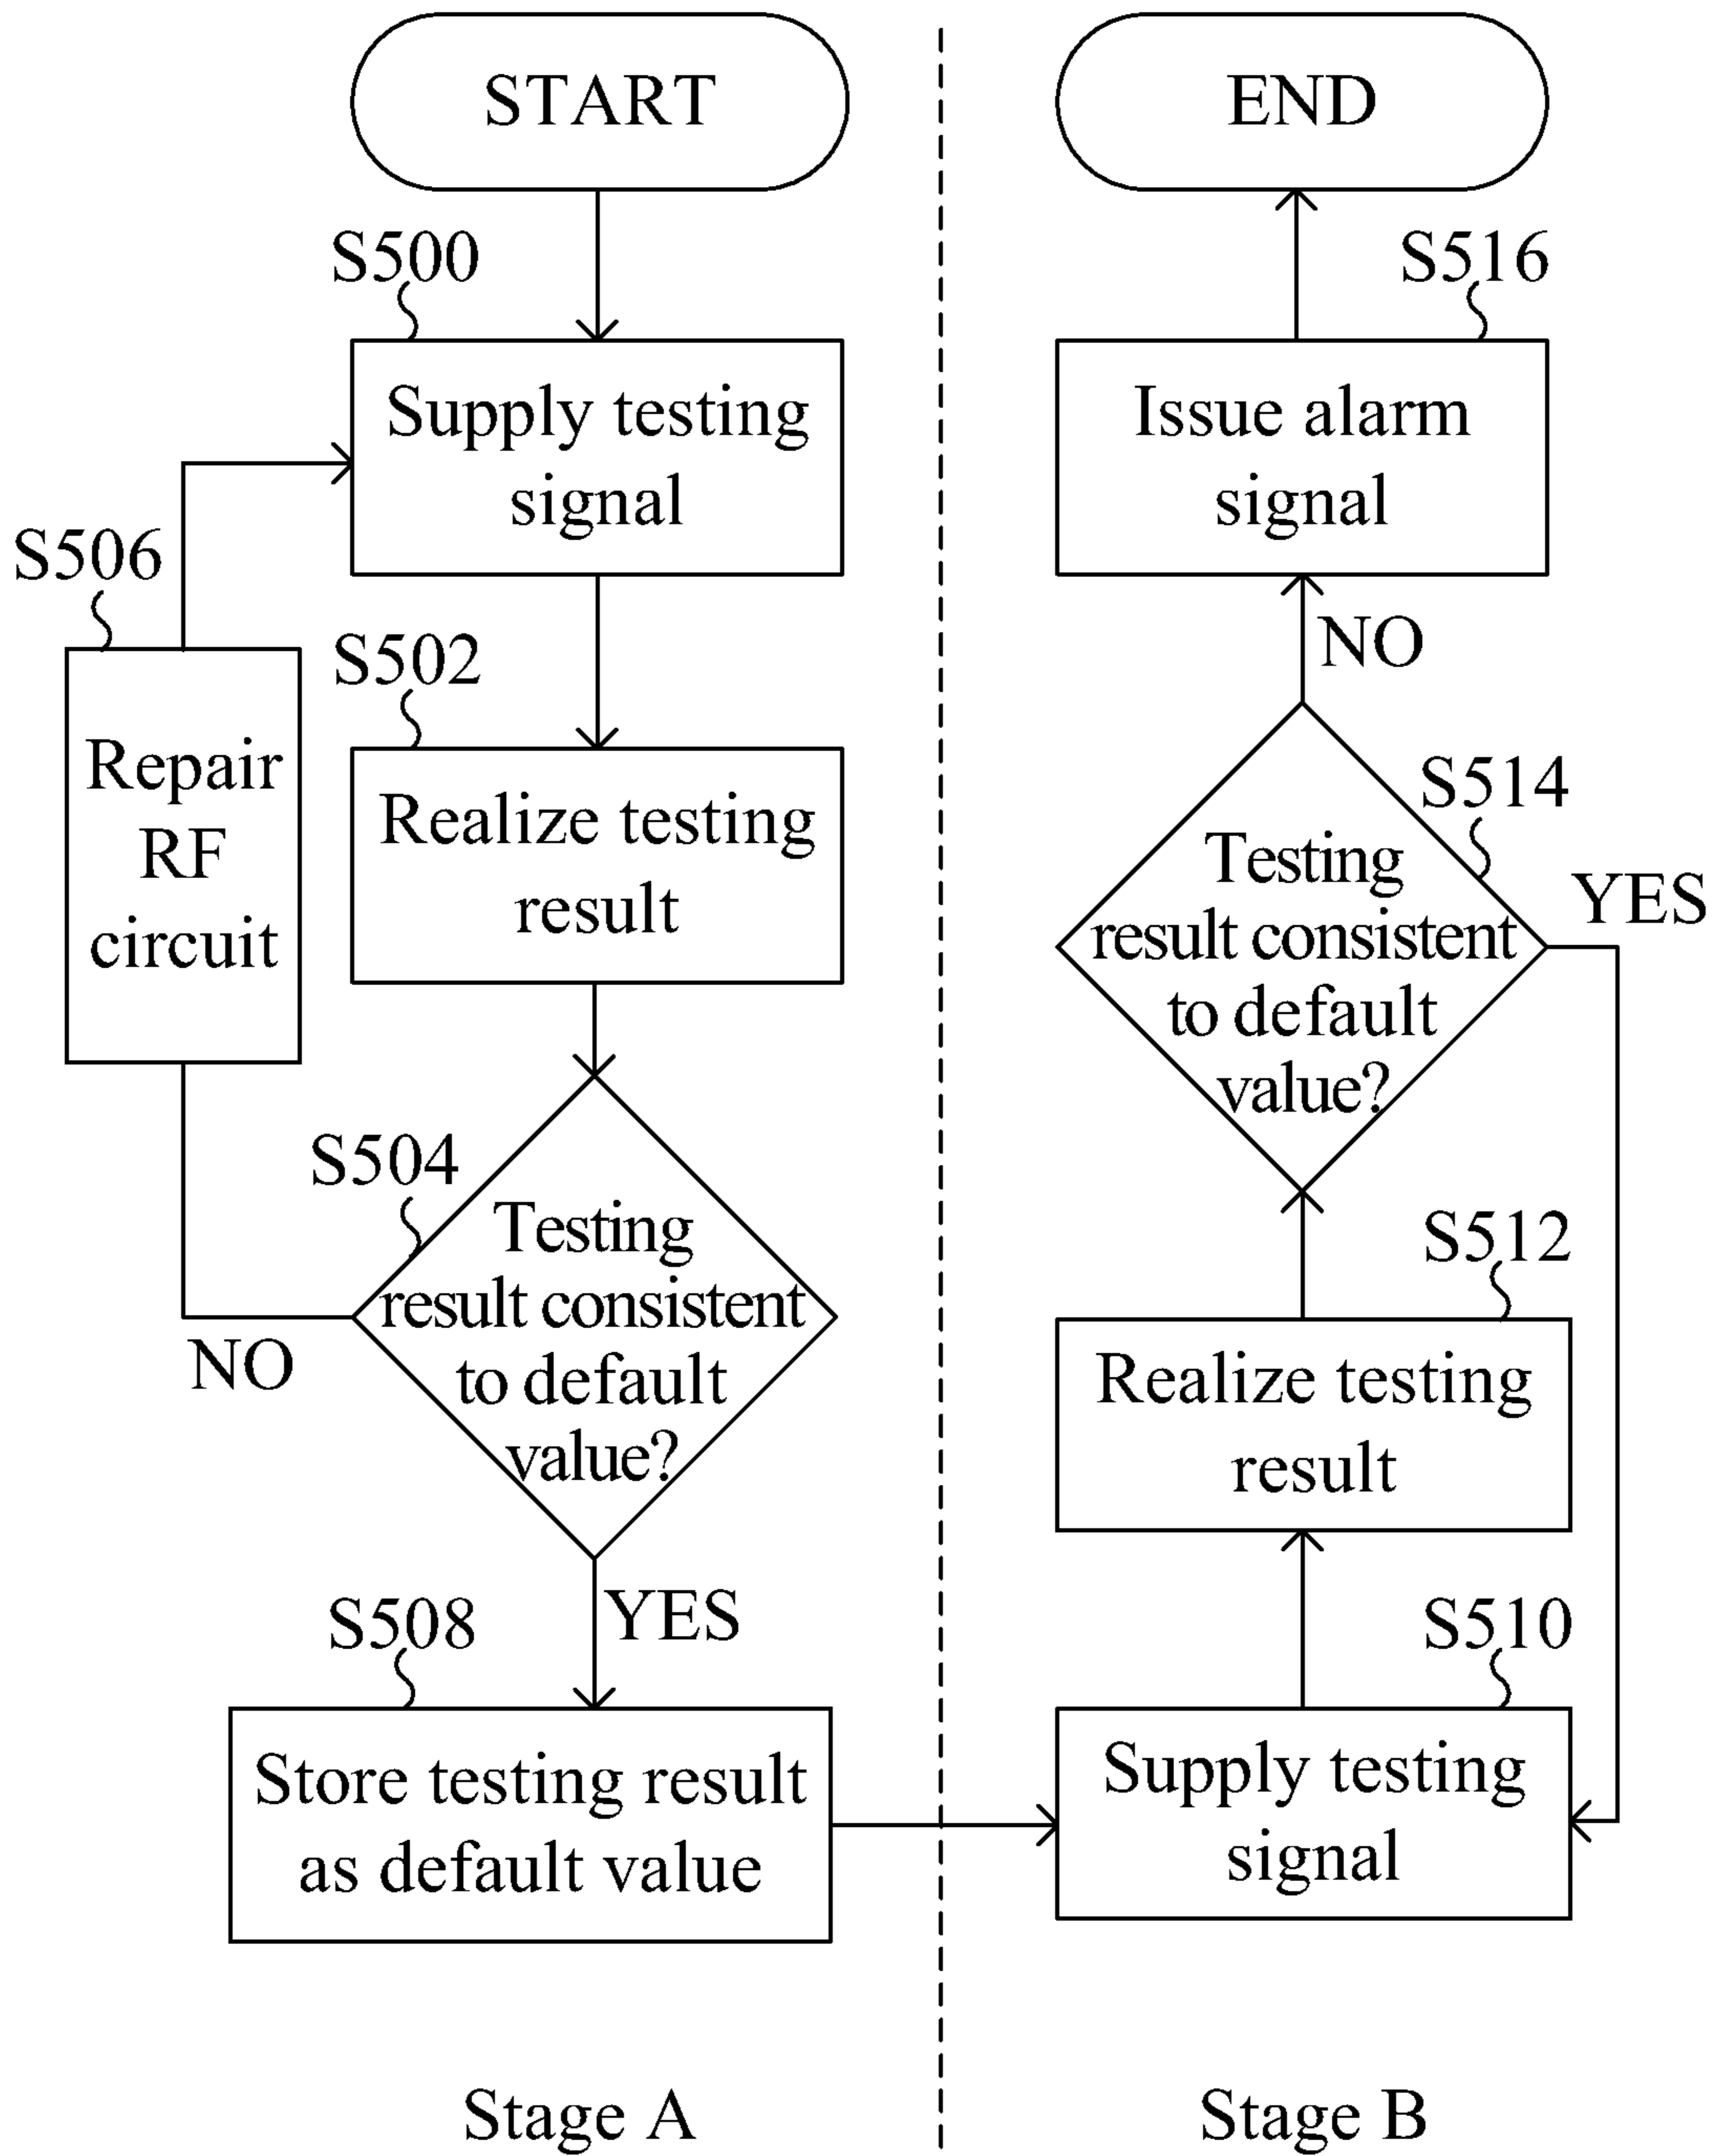 START
S500
Supply testing
signal
S506
Repair
RF
circuit
S502
Realize testing
result
S504
Testing
result consistent
to default
value?
NO
YES
S508
Store testing result
as default value
Stage A
END
S516
Issue alarm
signal
NO
S514
Testing
result consistent
to default
value?
YES
S512
Realize testing
result
S510
Supply testing
signal
Stage B